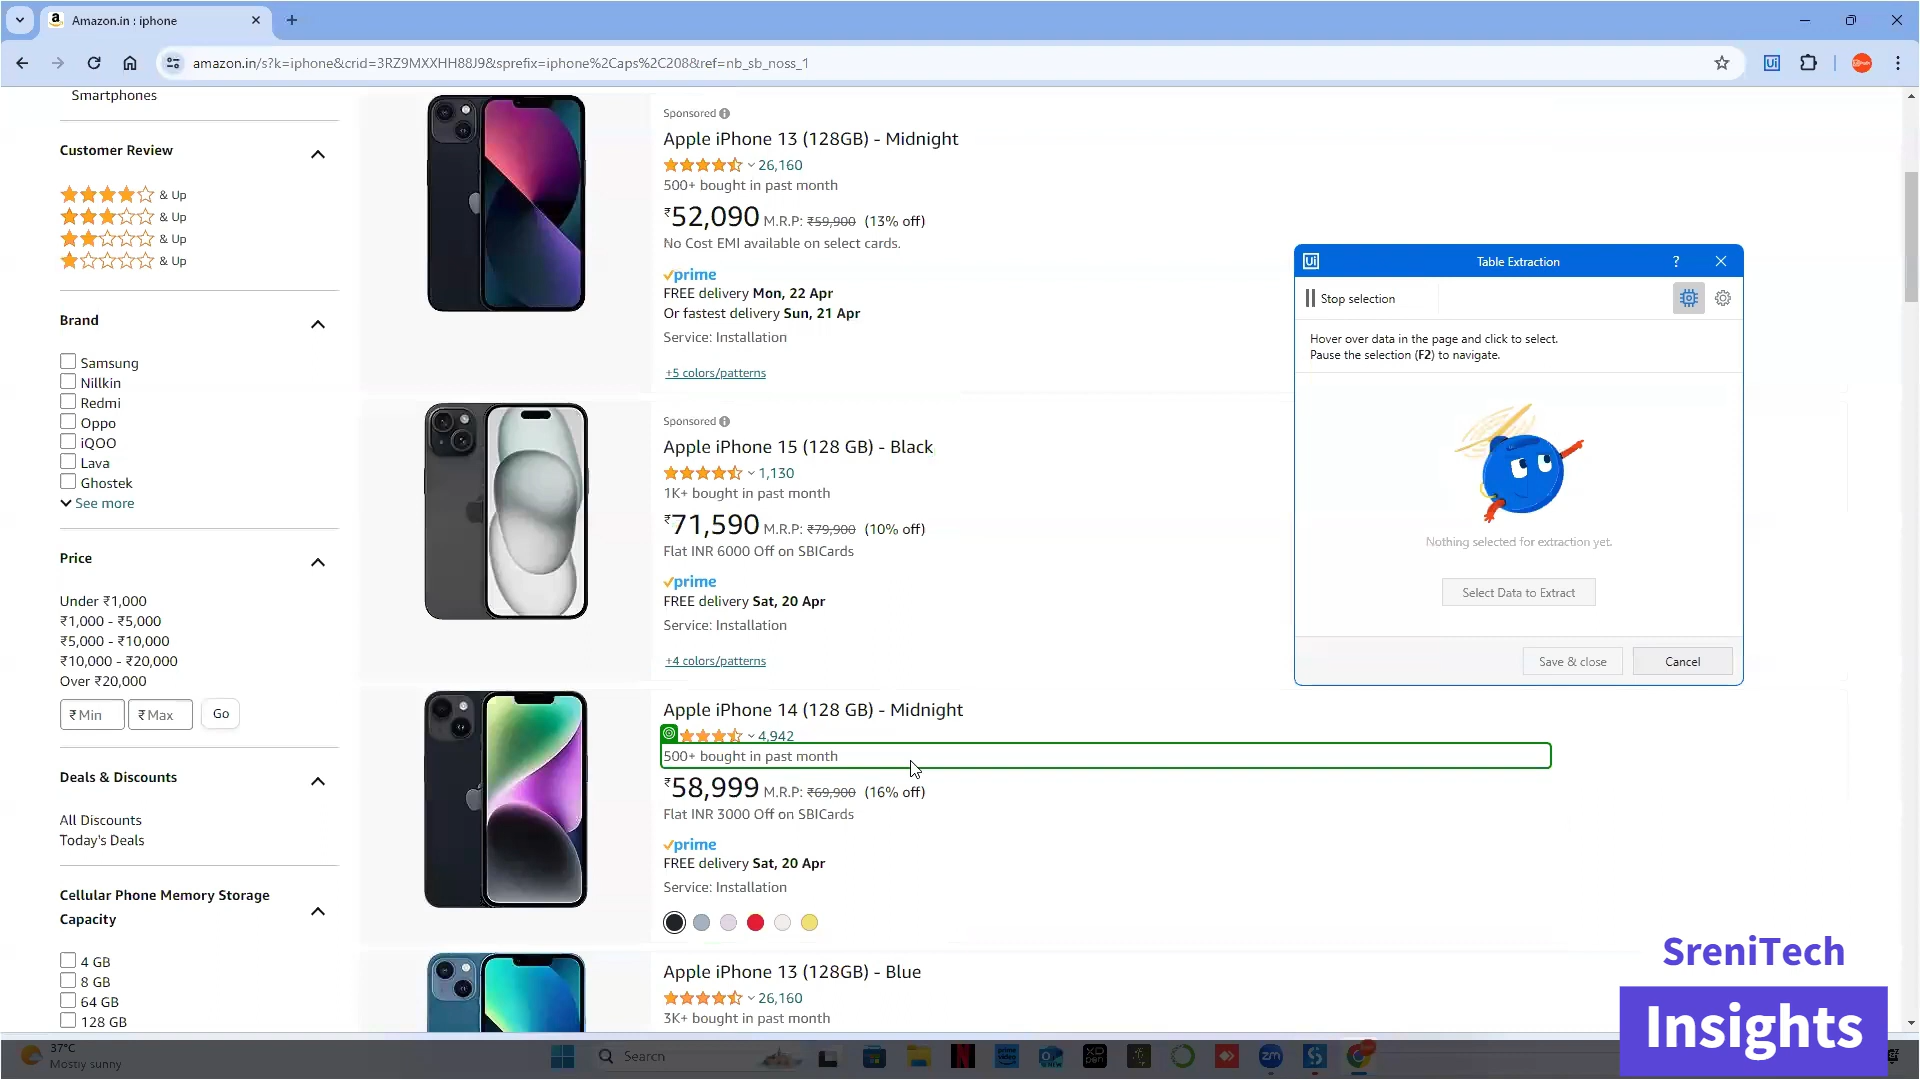 Amazon.in : iphone
amazon.in/s?k=iphone&crid=3RZ9MXXHH88J9&sprefix=iphone%2Caps%2C208&ref=nb_sb_noss_1
Smartphones
Customer Review
& Up
& Up
& Up
& Up
Brand
Samsung
Nillkin
Redmi
Oppo
iQOO
Lava
Ghostek
See more
Price
Under ₹1,000
₹1,000 - ₹5,000
₹5,000 - ₹10,000
₹10,000 - ₹20,000
Over ₹20,000
₹ Min
₹ Max
Go
Deals & Discounts
All Discounts
Today's Deals
Cellular Phone Memory Storage
Capacity
4 GB
8 GB
64 GB
128 GB
Sponsored
Apple iPhone 13 (128GB) - Midnight
26,160
500+ bought in past month
₹52,090 M.R.P: ₹59,900 (13% off)
No Cost EMI available on select cards.
prime
FREE delivery Mon, 22 Apr
Or fastest delivery Sun, 21 Apr
Service: Installation
+5 colors/patterns
Sponsored
Apple iPhone 15 (128 GB) - Black
1,130
1K+ bought in past month
₹71,590 M.R.P: ₹79,900 (10% off)
Flat INR 6000 Off on SBICards
prime
FREE delivery Sat, 20 Apr
Service: Installation
+4 colors/patterns
Apple iPhone 14 (128 GB) - Midnight
4,942
500+ bought in past month
₹58,999 M.R.P: ₹69,900 (16% off)
Flat INR 3000 Off on SBICards
prime
FREE delivery Sat, 20 Apr
Service: Installation
Apple iPhone 13 (128GB) - Blue
26,160
3K+ bought in past month
Ui
Table Extraction
?
Stop selection
Hover over data in the page and click to select.
Pause the selection (F2) to navigate.
Nothing selected for extraction yet.
Select Data to Extract
Save & close
Cancel
SreniTech
Insights
37°C
Mostly sunny
Search